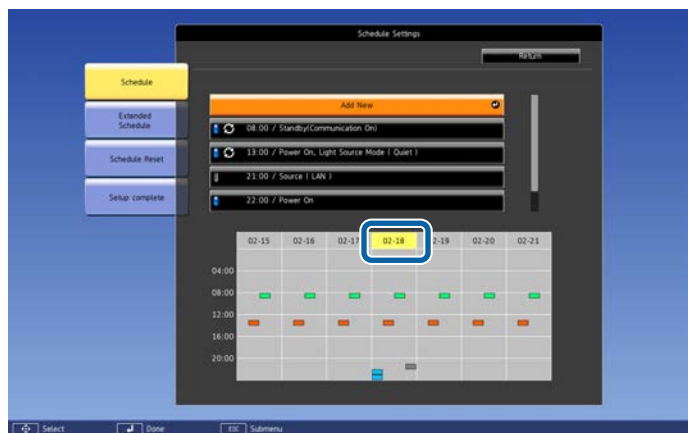 Schedule Settings
Return
Schedule
Extended
Schedule
Schedule Reset
Setup complete
Add New
08:00 / Standby(Communication On)
13:00 / Power On, Light Source Mode ( Quiet )
21:00 / Source ( LAN )
22:00 / Power On
02-15 02-16 02-17 02-18 2-19 02-20 02-21
04:00
08:00
12:00
16:00
20:00
Select Done ESC Submenu